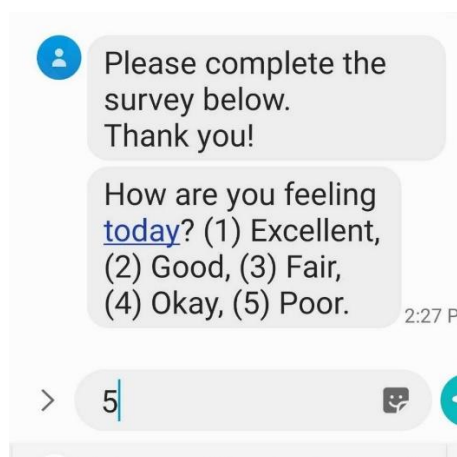 Please complete the
survey below.
Thank you!
How are you feeling
today? (1) Excellent,
(2) Good, (3) Fair,
(4) Okay, (5) Poor.
2:27 P
5